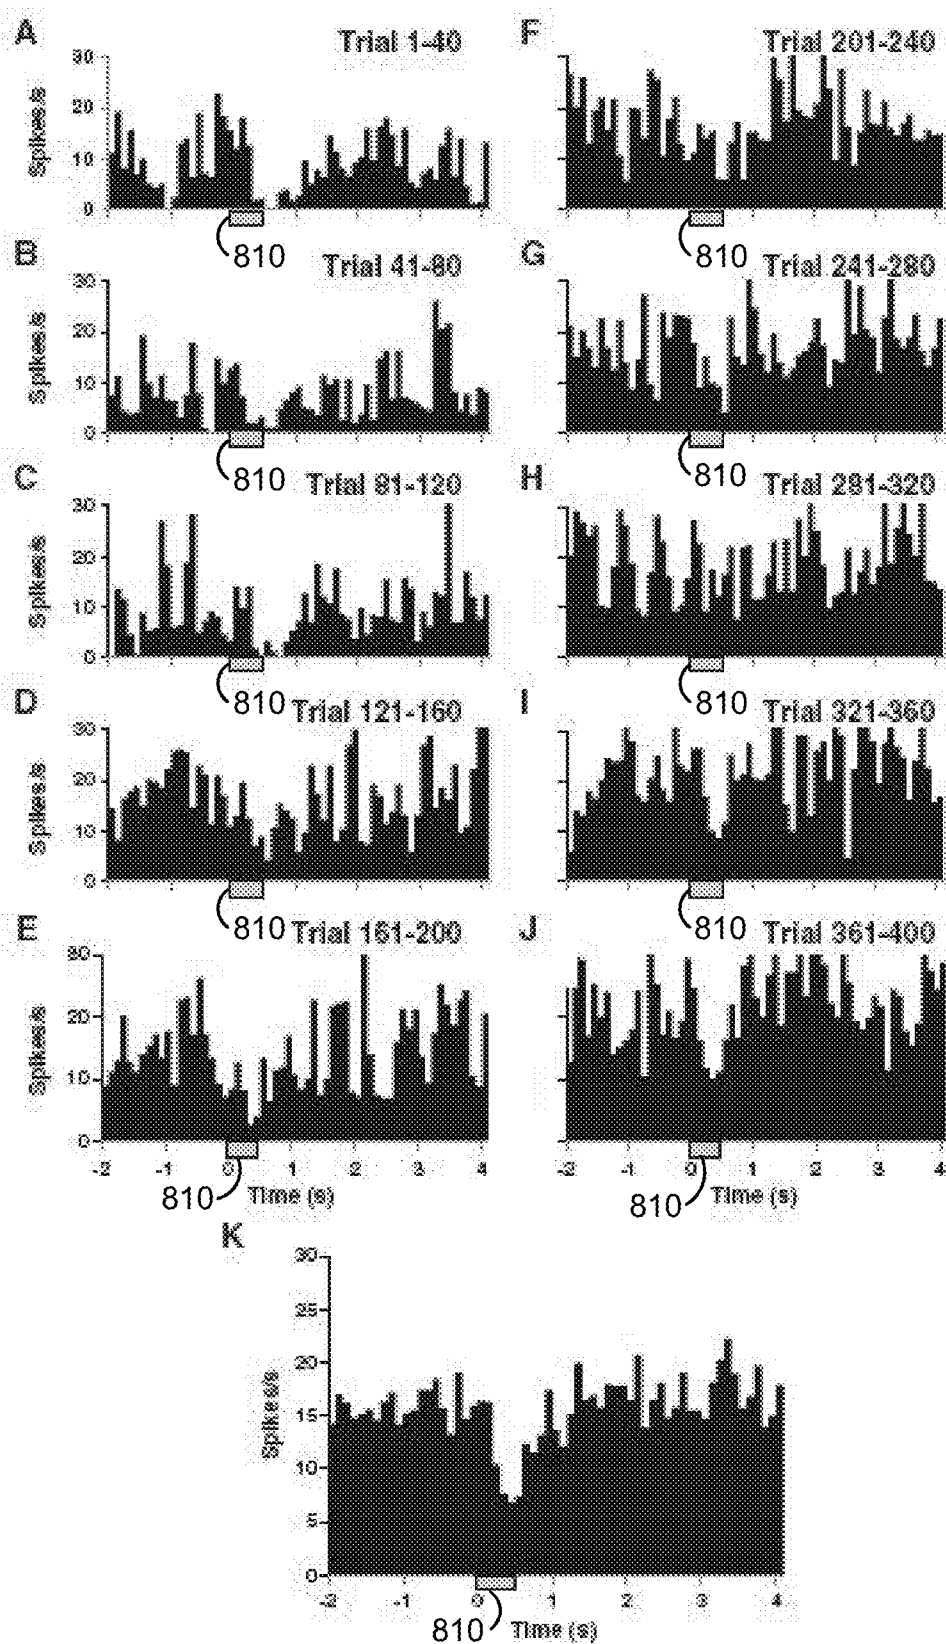 A
Trial 1-40
Spikes/s
30
20
10
0
810
B
Trial 41-80
Spikes/s
30
20
10
0
810
C
Trial 81-120
Spikes/s
30
20
10
0
810
D
Trial 121-160
Spikes/s
30
20
10
0
810
E
Trial 161-200
Spikes/s
30
20
10
0
-2 -1 0 1 2 3 4
810
Time (s)
F
Trial 201-240
810
G
Trial 241-280
810
H
Trial 281-320
810
I
Trial 321-360
810
J
Trial 361-400
-2 -1 0 1 2 3 4
810
Time (s)
K
Spikes/s
30
25
20
15
10
5
0
-2 -1 0 1 2 3 4
810
Time (s)